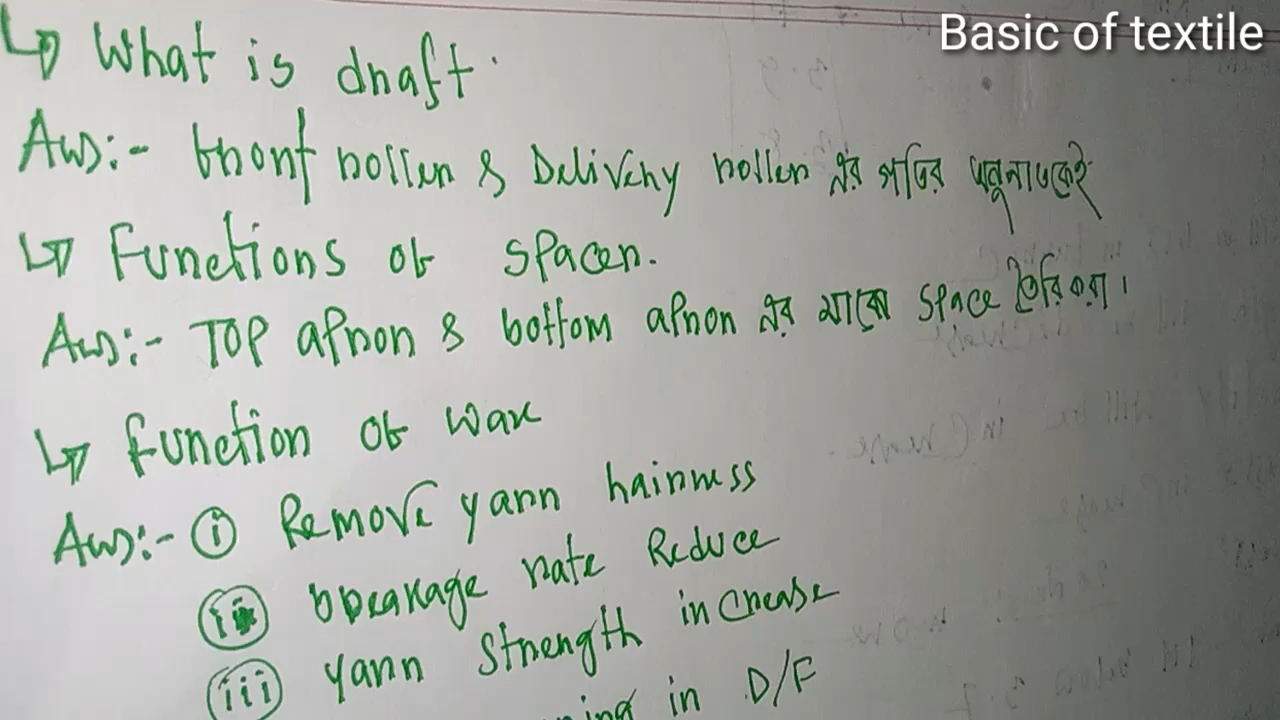 Basic of textile
What is draft.
Ans:- front roller & Delivery roller এর গতির অনুপাতকেই
Functions of spacer.
Ans:- TOP apron & bottom apron এর মাঝে space তৈরি করা।
function of wax
Ans:- (i) Remove yarn hairiness
(ii) breakage rate Reduce
(iii) yarn strength increase
in D/F